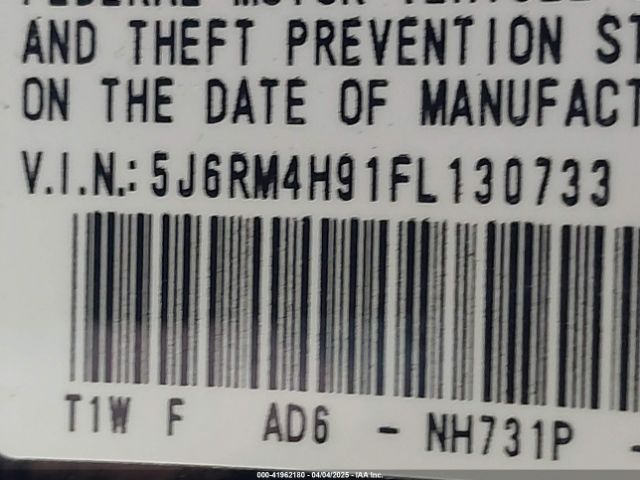 AND THEFT PREVENTION ST
ON THE DATE OF MANUFACT
V.I.N.: 5J6RM4H91FL130733
T1W F AD6 - NH731P -
000-41962180 - 04/04/2025 - IAA Inc.